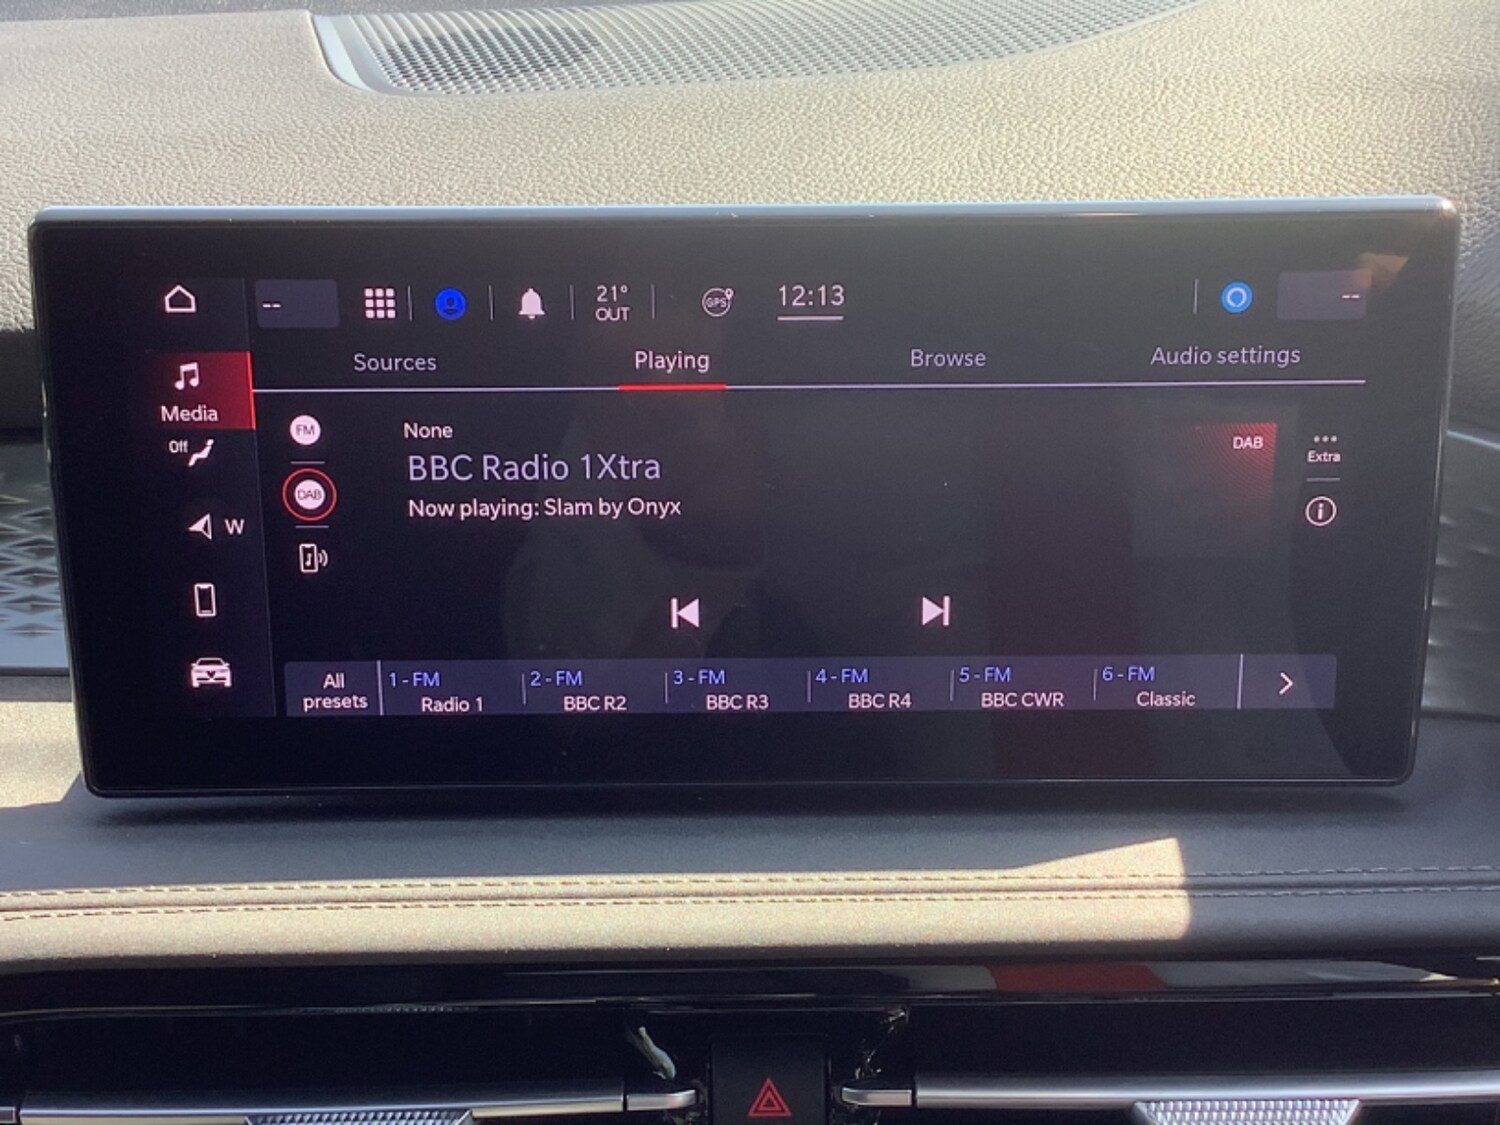 --
21°
OUT
GPS
12:13
--
Sources
Playing
Browse
Audio settings
Media
Off
W
FM
DAB
None
BBC Radio 1Xtra
Now playing: Slam by Onyx
DAB
Extra
i
All
presets
1 - FM
Radio 1
2 - FM
BBC R2
3 - FM
BBC R3
4 - FM
BBC R4
5 - FM
BBC CWR
6 - FM
Classic